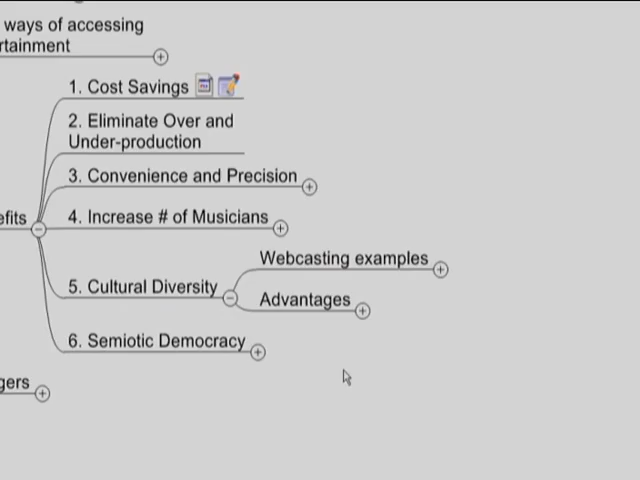 ways of accessing
rtainment
1. Cost Savings
2. Eliminate Over and
Under-production
3. Convenience and Precision
efits
4. Increase # of Musicians
Webcasting examples
5. Cultural Diversity
Advantages
6. Semiotic Democracy
gers